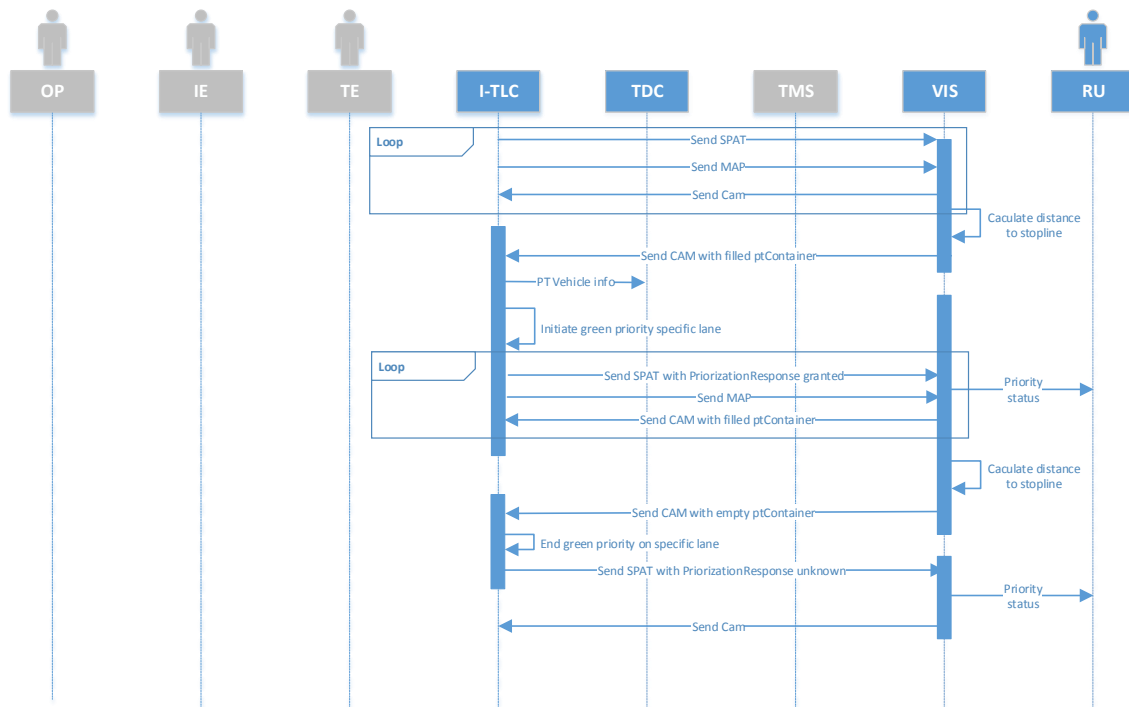 OP
IE
TE
I-TLC
TDC
TMS
VIS
RU
Loop
Send SPAT
Send MAP
Send Cam
Caculate distance
to stopline
Send CAM with filled ptContainer
PT Vehicle info
Initiate green priority specific lane
Loop
Send SPAT with PriorizationResponse granted
Priority
status
Send MAP
Send CAM with filled ptContainer
Caculate distance
to stopline
Send CAM with empty ptContainer
End green priority on specific lane
Send SPAT with PriorizationResponse unknown
Priority
status
Send Cam